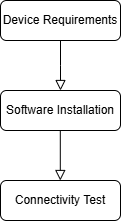 Device Requirements
Software Installation
Connectivity Test